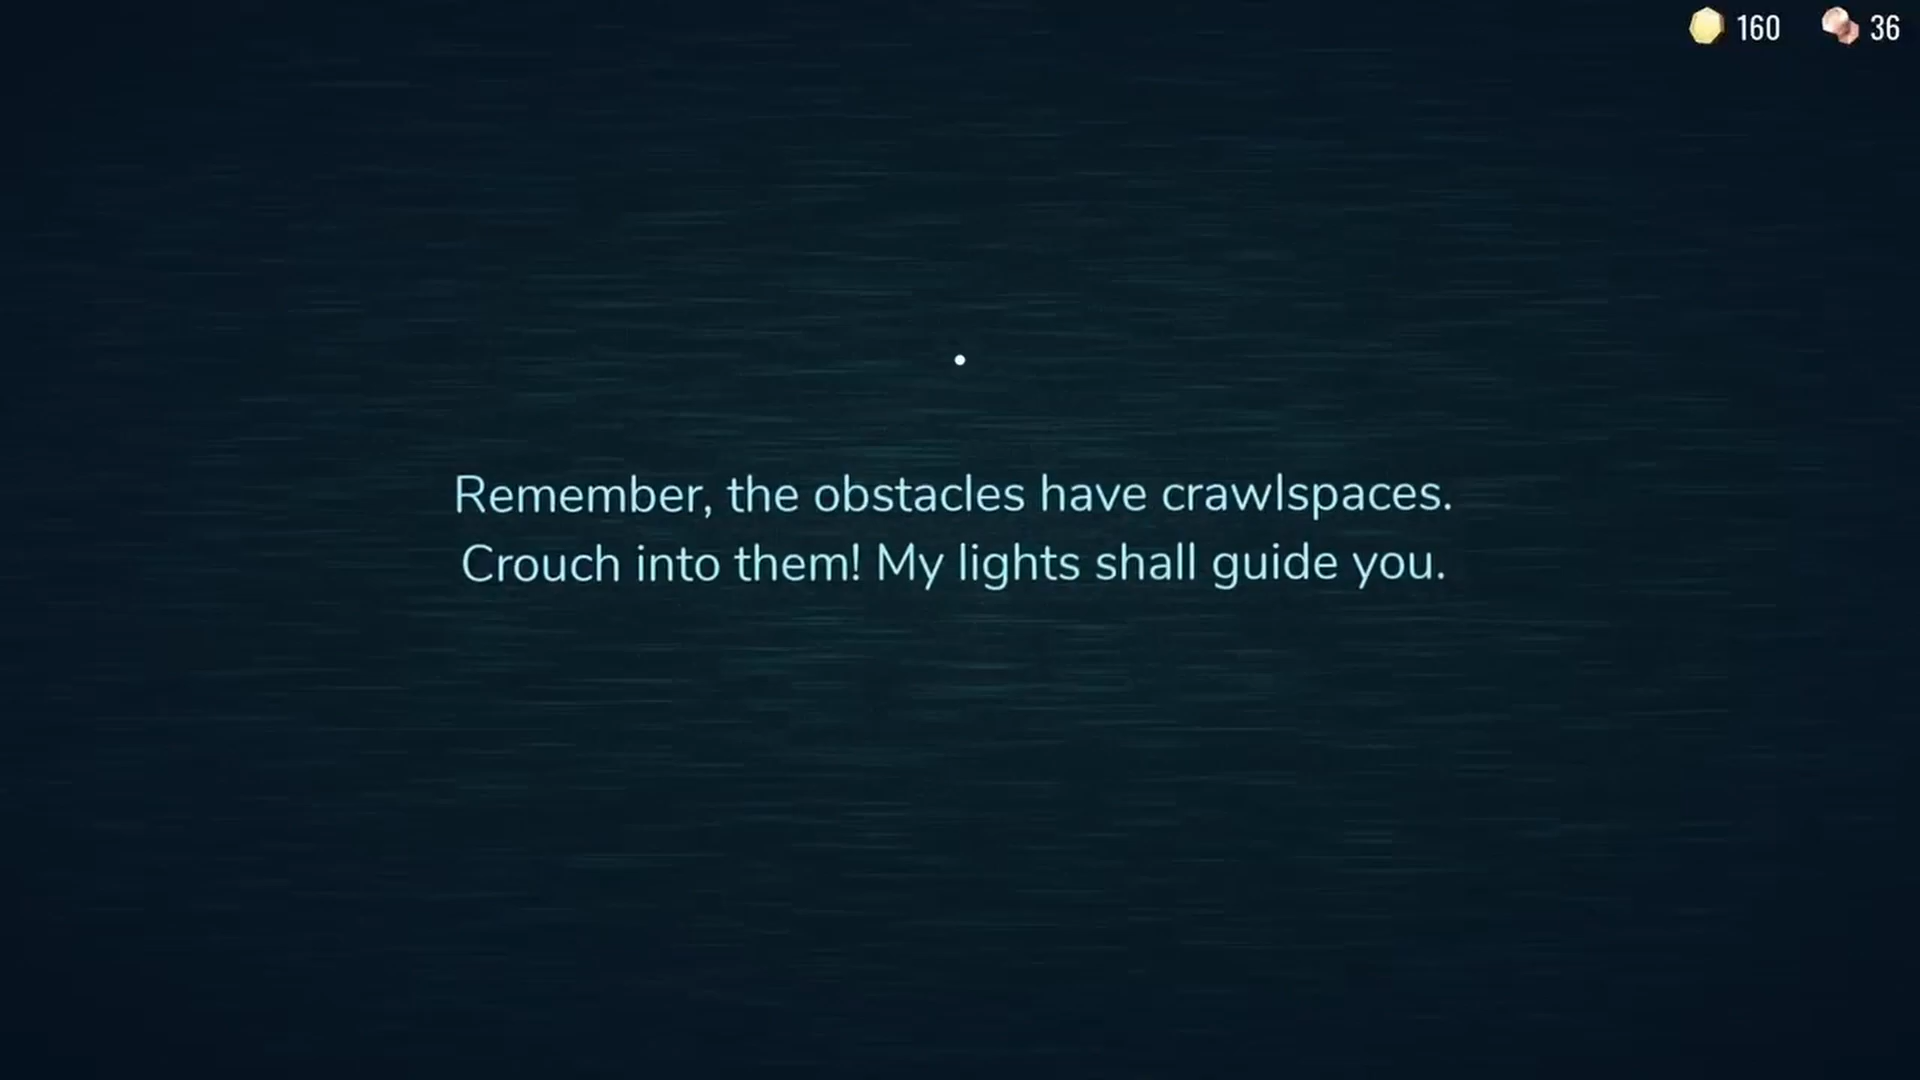 160 36
Remember, the obstacles have crawlspaces.
Crouch into them! My lights shall guide you.